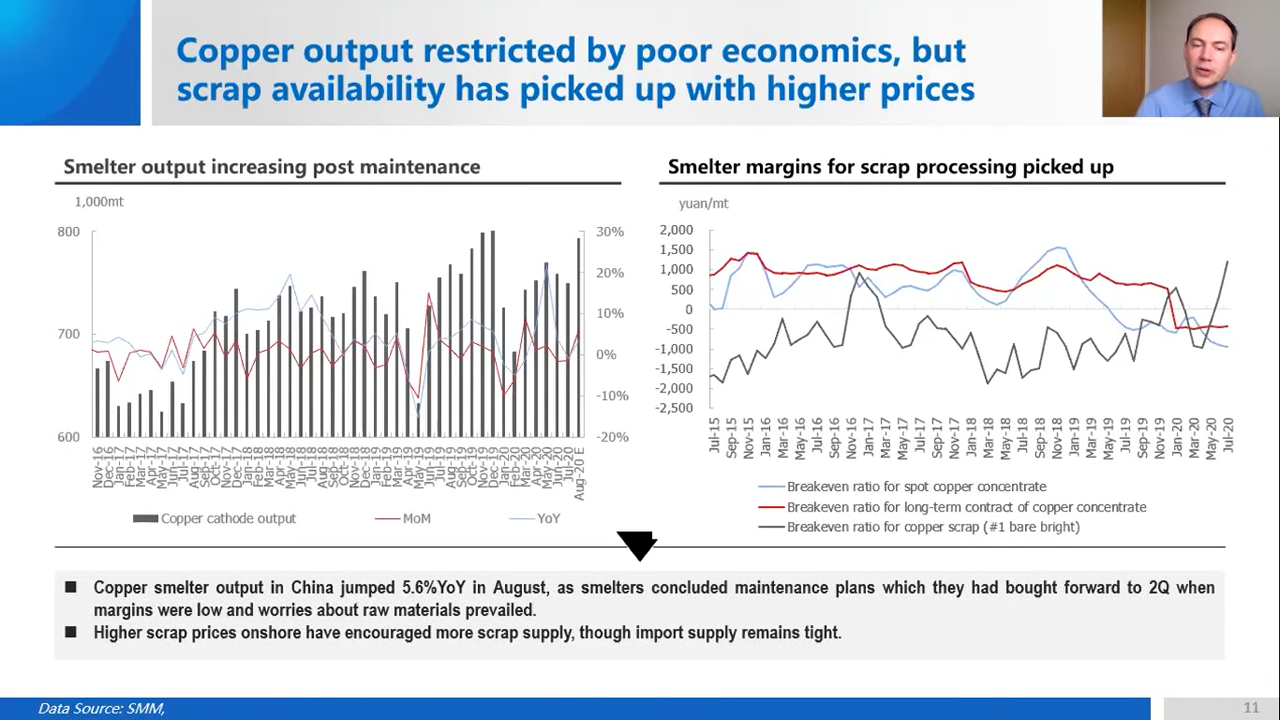 Copper output restricted by poor economics, but
scrap availability has picked up with higher prices
Smelter output increasing post maintenance
1,000mt
800
700
600
30%
20%
10%
0%
-10%
-20%
Nov-16
Dec-16
Jan-17
Mar-17
Apr-17
May-17
Jun-17
Jul-17
Aug-17
Sep-17
Oct-17
Nov-17
Dec-17
Jan-18
Feb-18
Mar-18
Apr-18
May-18
Jun-18
Jul-18
Aug-18
Sep-18
Oct-18
Nov-18
Dec-18
Jan-19
Feb-19
Mar-19
Apr-19
May-19
Jun-19
Jul-19
Aug-19
Sep-19
Oct-19
Nov-19
Dec-19
Jan-20
Feb-20
Mar-20
Apr-20
May-20
Jun-20
Jul-20
Aug-20 E
Copper cathode output
MoM
YoY
Smelter margins for scrap processing picked up
yuan/mt
2,000
1,500
1,000
500
0
-500
-1,000
-1,500
-2,000
-2,500
Jul-15
Sep-15
Nov-15
Jan-16
Mar-16
May-16
Jul-16
Sep-16
Nov-16
Jan-17
Mar-17
May-17
Jul-17
Sep-17
Nov-17
Jan-18
Mar-18
May-18
Jul-18
Sep-18
Nov-18
Jan-19
Mar-19
May-19
Jul-19
Sep-19
Nov-19
Jan-20
Mar-20
May-20
Jul-20
Breakeven ratio for spot copper concentrate
Breakeven ratio for long-term contract of copper concentrate
Breakeven ratio for copper scrap (#1 bare bright)
Copper smelter output in China jumped 5.6%YoY in August, as smelters concluded maintenance plans which they had bought forward to 2Q when
margins were low and worries about raw materials prevailed.
Higher scrap prices onshore have encouraged more scrap supply, though import supply remains tight.
Data Source: SMM,
11